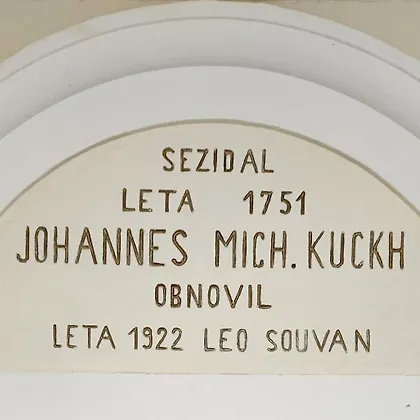 SEZIDAL
LETA 1751
JOHANNES MICH. KUCKH
OBNOVIL
LETA 1922 LEO SOUVAN